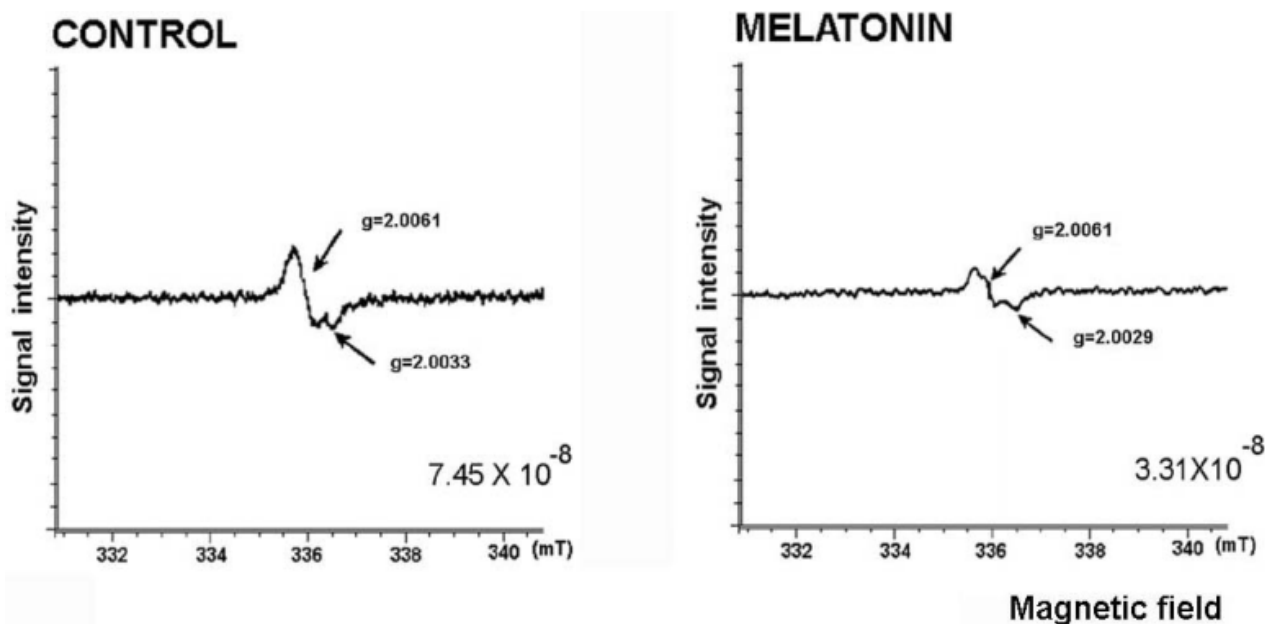 CONTROL
Signal intensity
g=2.0061
g=2.0033
7.45 X 10-8
332 334 336 338 340 (mT)
MELATONIN
Signal intensity
g=2.0061
g=2.0029
3.31X10-8
332 334 336 338 340 (mT)
Magnetic field